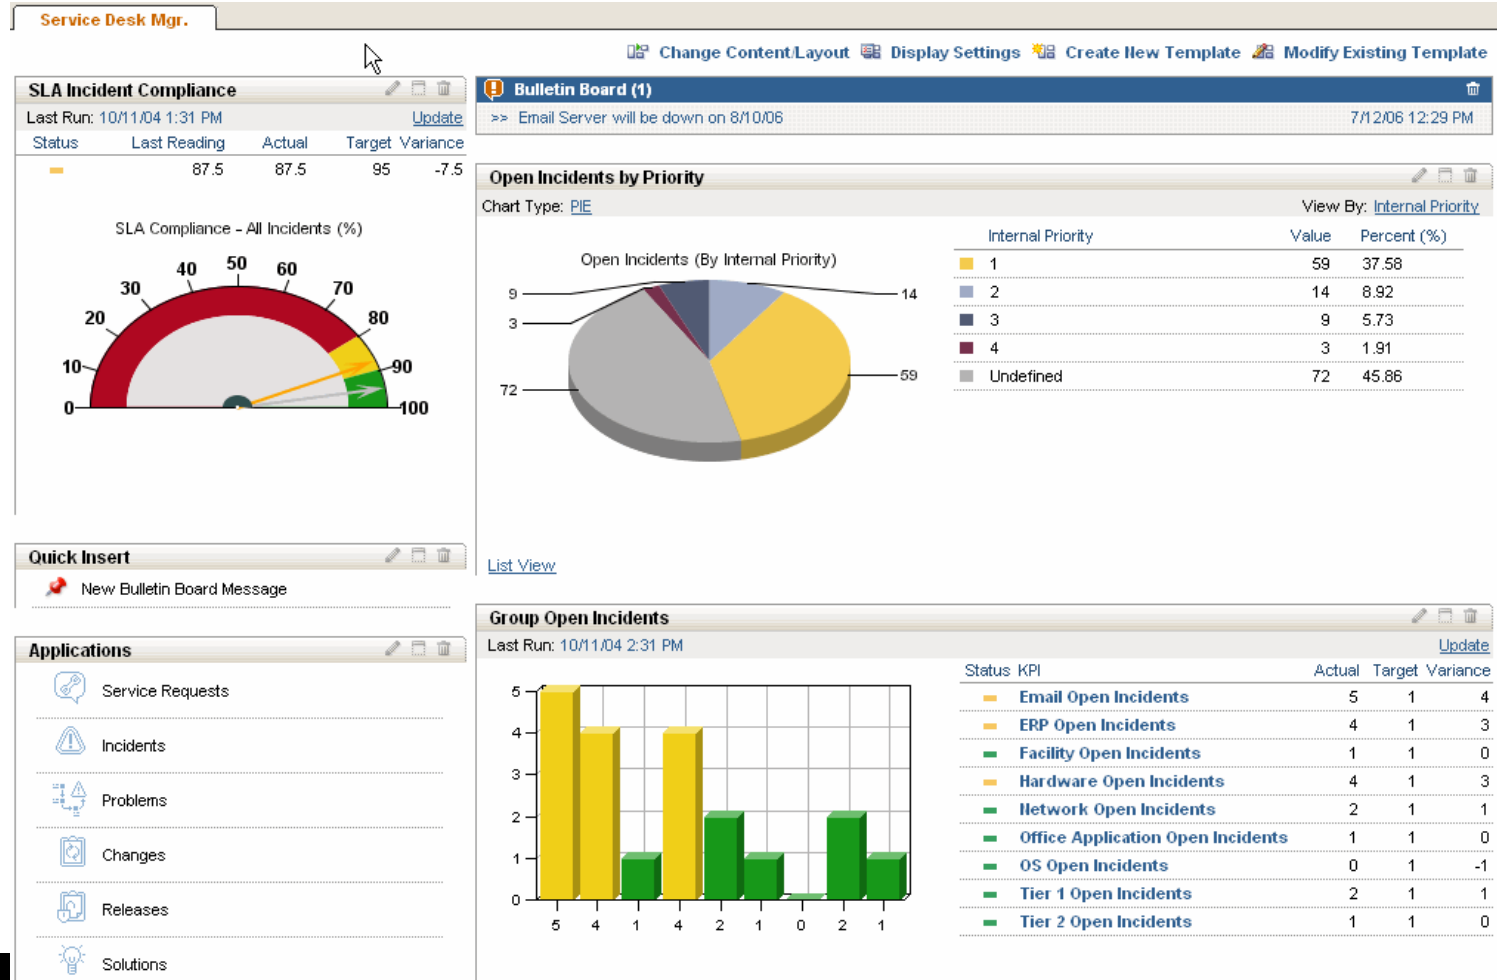 Service Desk Mgr.
Change Content/Layout Display Settings Create New Template Modify Existing Template
SLA Incident Compliance
Last Run: 10/11/04 1:31 PM Update
Status Last Reading Actual Target Variance
87.5 87.5 95 -7.5
SLA Compliance - All Incidents (%)
0 10 20 30 40 50 60 70 80 90 100
Quick Insert
New Bulletin Board Message
Applications
Service Requests
Incidents
Problems
Changes
Releases
Solutions
Bulletin Board (1)
>> Email Server will be down on 8/10/06 7/12/06 12:29 PM
Open Incidents by Priority
Chart Type: PIE View By: Internal Priority
Open Incidents (By Internal Priority)
9
14
3
59
72
Internal Priority Value Percent (%)
1 59 37.58
2 14 8.92
3 9 5.73
4 3 1.91
Undefined 72 45.86
List View
Group Open Incidents
Last Run: 10/11/04 2:31 PM Update
5
4
3
2
1
0
5 4 1 4 2 1 0 2 1
Status KPI Actual Target Variance
Email Open Incidents 5 1 4
ERP Open Incidents 4 1 3
Facility Open Incidents 1 1 0
Hardware Open Incidents 4 1 3
Network Open Incidents 2 1 1
Office Application Open Incidents 1 1 0
OS Open Incidents 0 1 -1
Tier 1 Open Incidents 2 1 1
Tier 2 Open Incidents 1 1 0